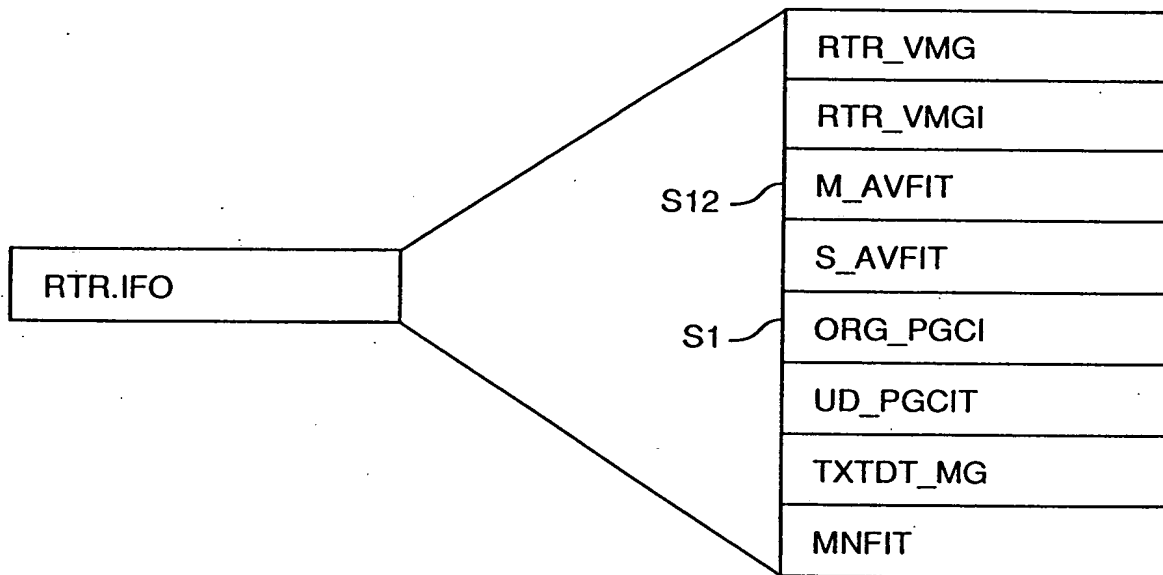 RTR.IFO
RTR_VMG
RTR_VMGI
S12
M_AVFIT
S_AVFIT
S1
ORG_PGCI
UD_PGCIT
TXTDT_MG
MNFIT